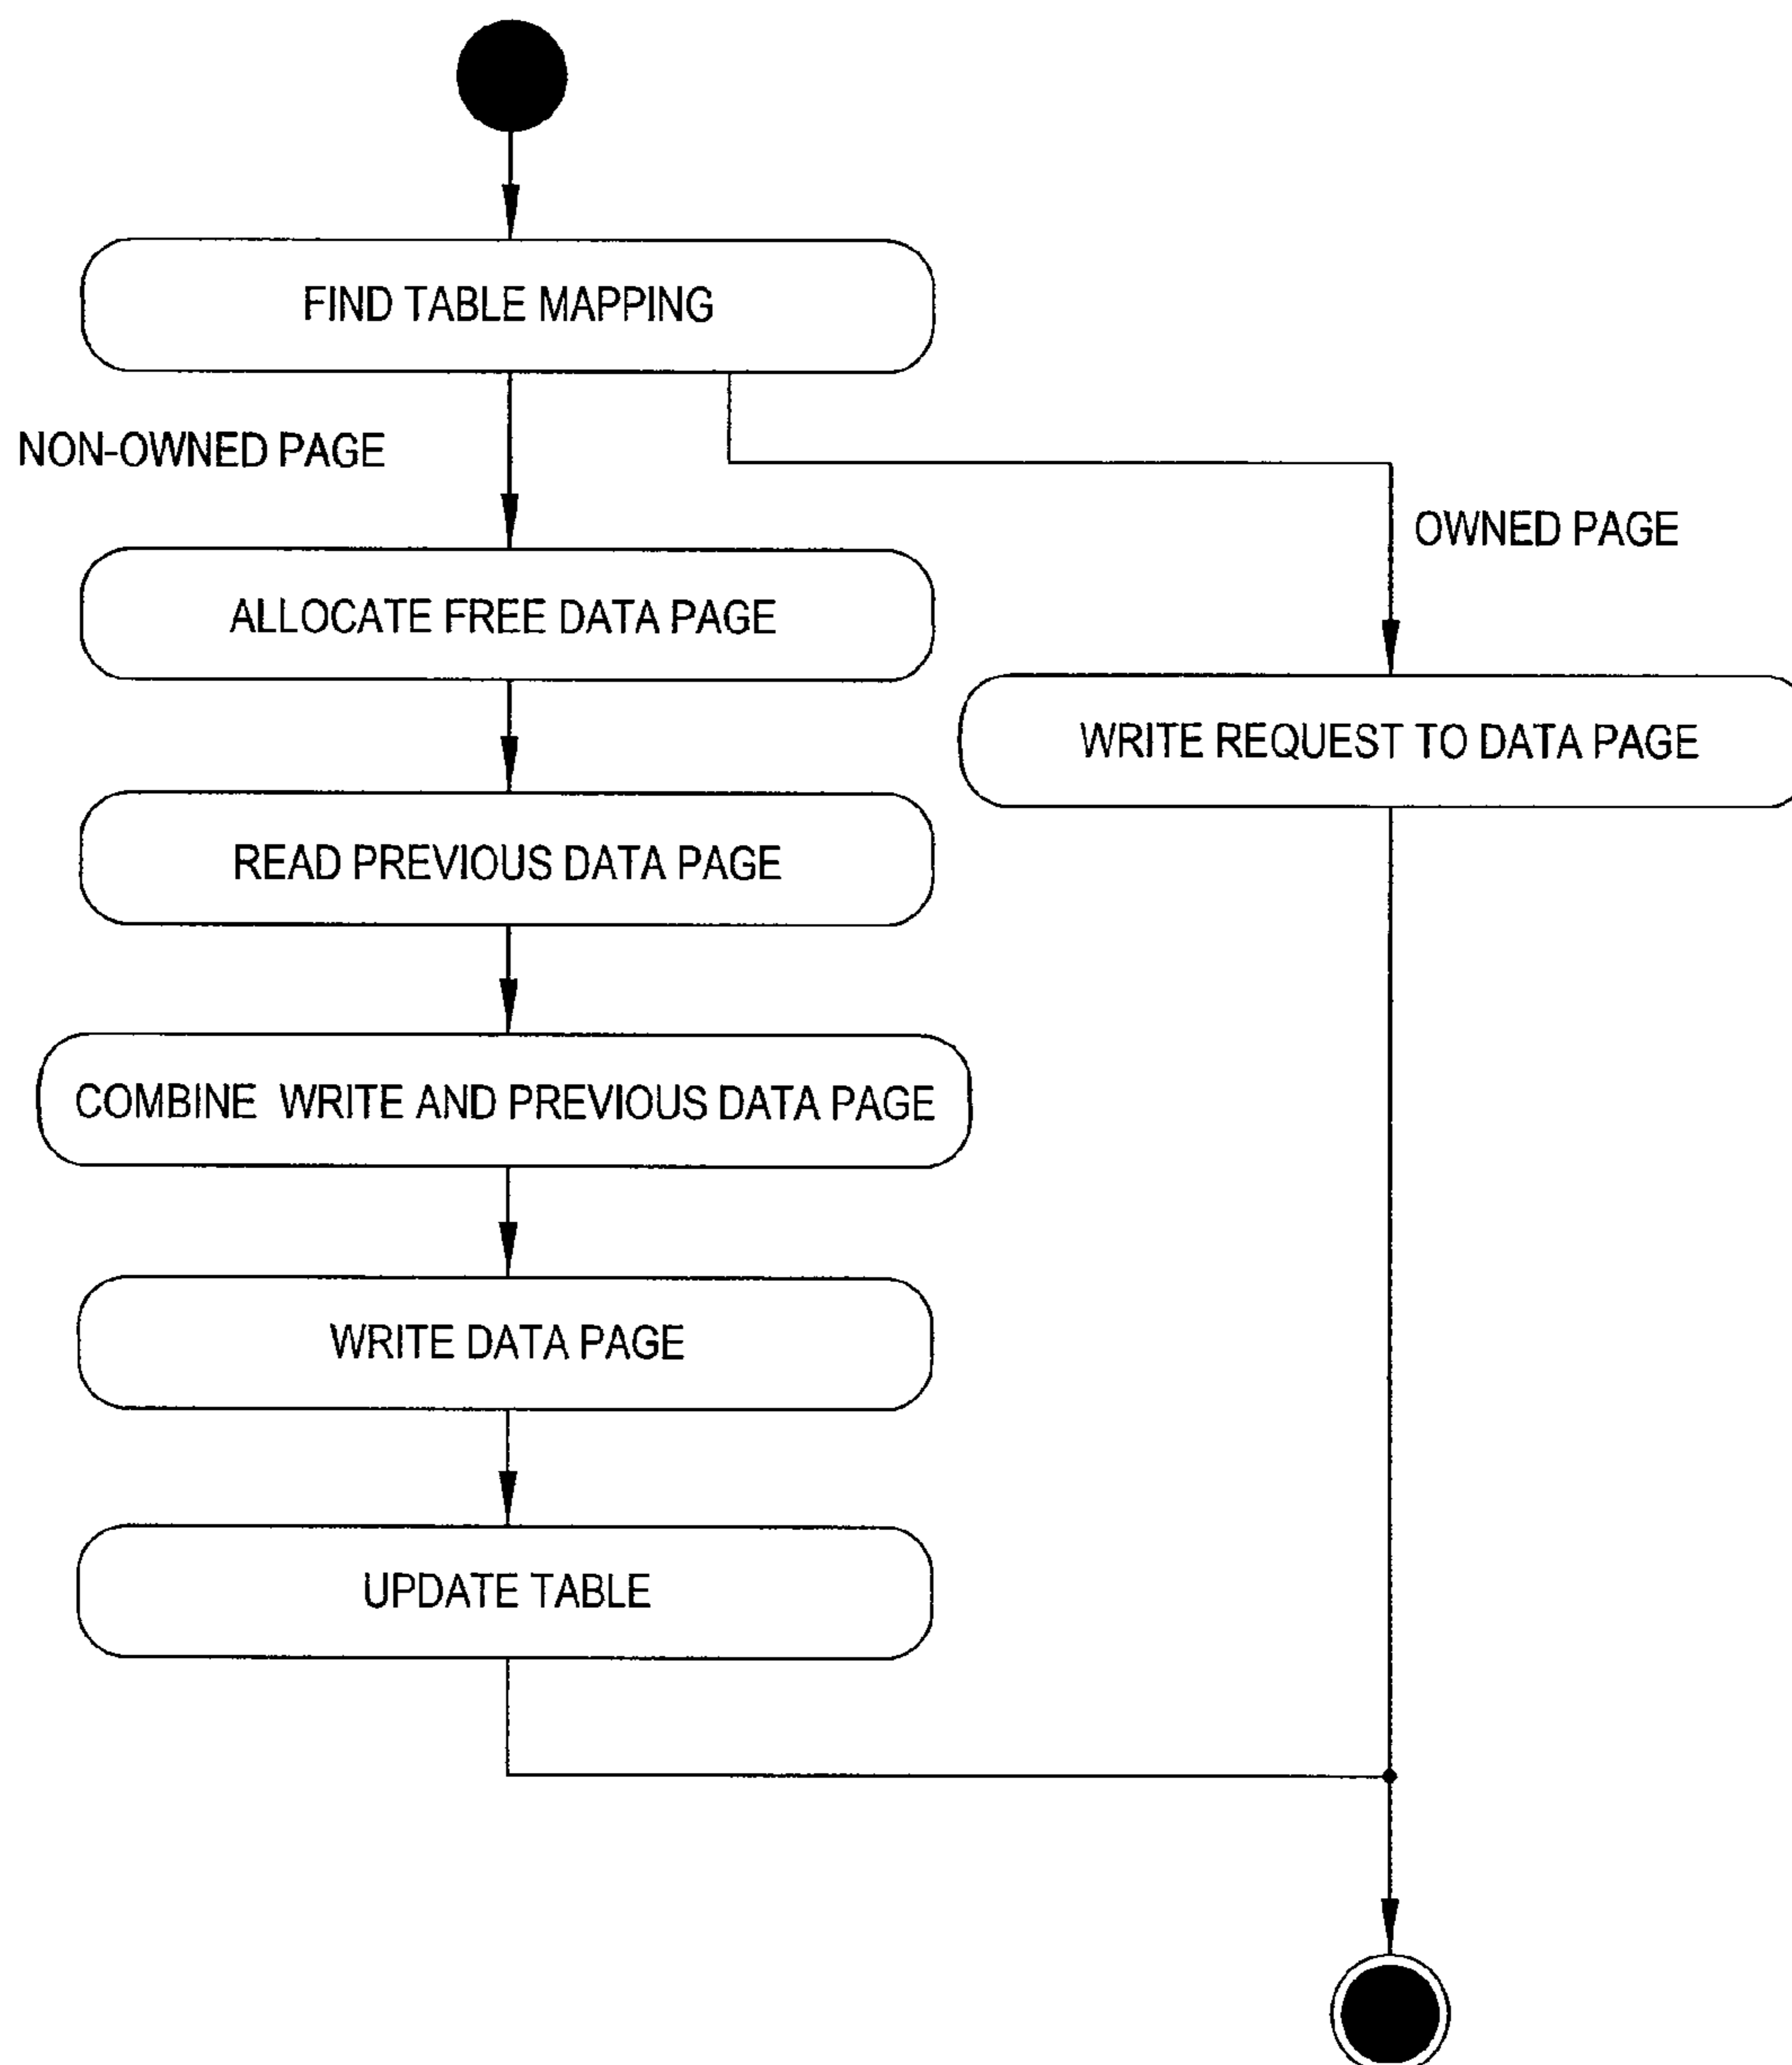 FIND TABLE MAPPING
NON-OWNED PAGE
OWNED PAGE
ALLOCATE FREE DATA PAGE
WRITE REQUEST TO DATA PAGE
READ PREVIOUS DATA PAGE
COMBINE WRITE AND PREVIOUS DATA PAGE
WRITE DATA PAGE
UPDATE TABLE